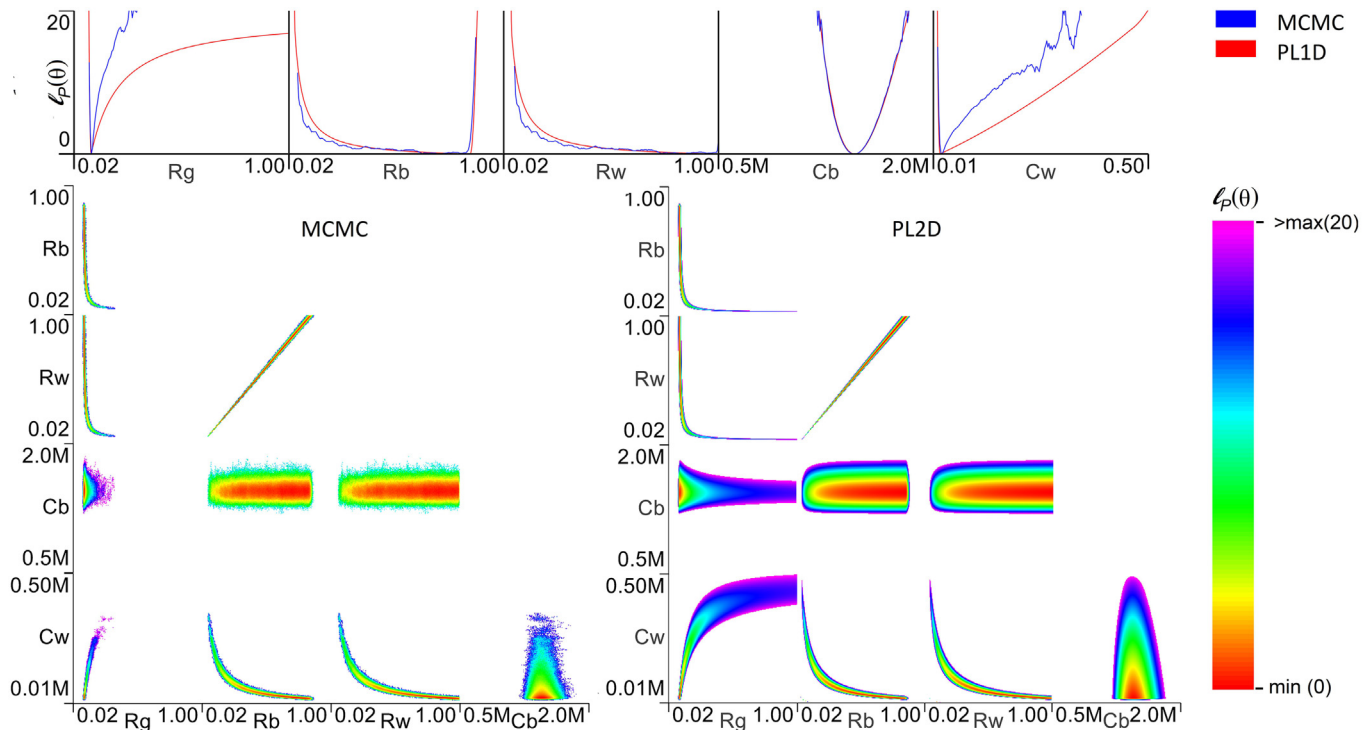 20
ℓP(θ)
0
0.02 Rg 1.00
0.02 Rb 1.00
0.02 Rw 1.00
0.5M Cb 2.0M
0.01 Cw 0.50
MCMC
PL1D
MCMC
1.00
Rb
0.02
1.00
Rw
0.02
2.0M
Cb
0.5M
0.50M
Cw
0.01M
0.02 Rg 1.00
0.02 Rb 1.00
0.02 Rw 1.00
0.5M Cb 2.0M
PL2D
1.00
Rb
0.02
1.00
Rw
0.02
2.0M
Cb
0.5M
0.50M
Cw
0.01M
0.02 Rg 1.00
0.02 Rb 1.00
0.02 Rw 1.00
0.5M Cb 2.0M
ℓP(θ)
>max(20)
min (0)